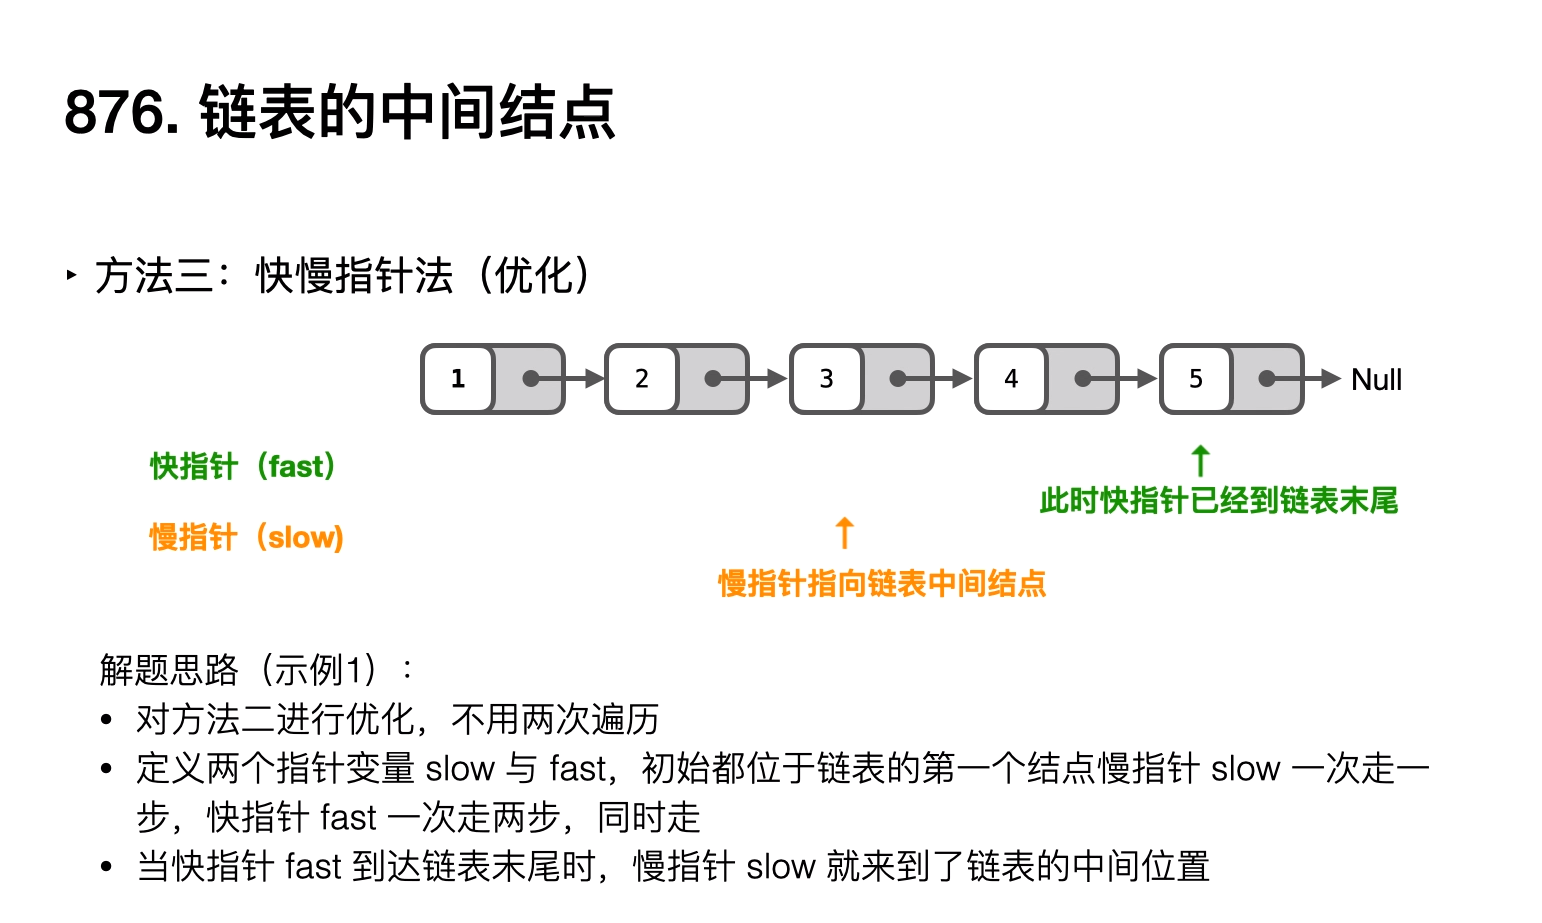 876. 链表的中间结点
‣ 方法三：快慢指针法（优化）
1 2 3 4 5 Null
快指针（fast）
此时快指针已经到链表末尾
慢指针（slow)
慢指针指向链表中间结点
解题思路（示例1）：
• 对方法二进行优化，不用两次遍历
• 定义两个指针变量 slow 与 fast，初始都位于链表的第一个结点慢指针 slow 一次走一
步，快指针 fast 一次走两步，同时走
• 当快指针 fast 到达链表末尾时，慢指针 slow 就来到了链表的中间位置